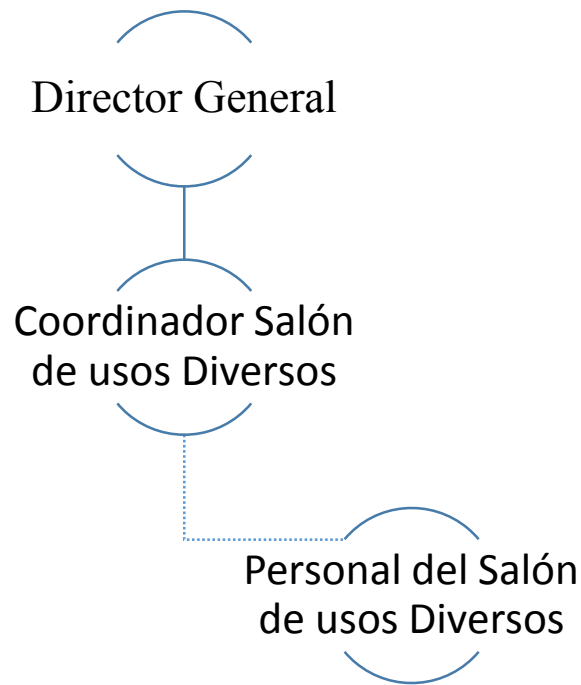 Director General
Coordinador Salón
de usos Diversos
Personal del Salón
de usos Diversos